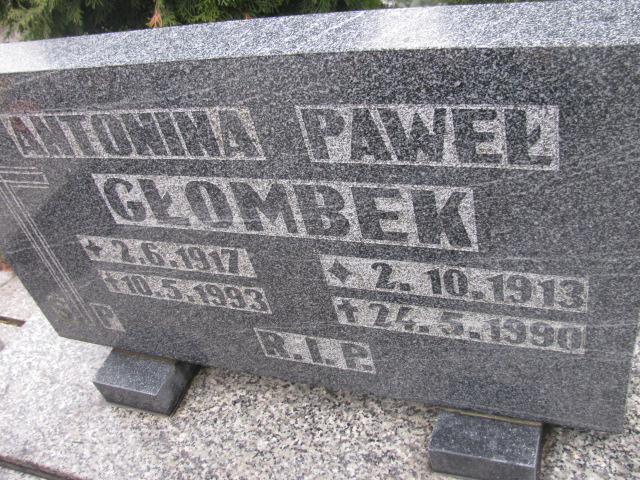 ANTONINA PAWEŁ
GŁOMBEK
✦ 2.6.1917 ✦ 2.10.1913
†10.5.1993 † 24.5.1990
Ś P
R.I.P.